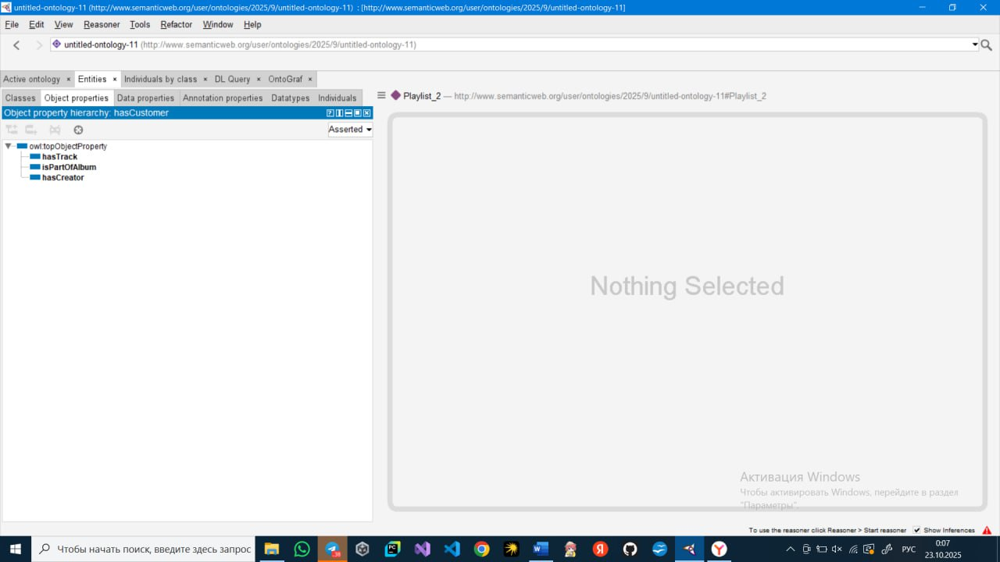 untitled-ontology-11 (http://www.semanticweb.org/user/ontologies/2025/9/untitled-ontology-11) : [http://www.semanticweb.org/user/ontologies/2025/9/untitled-ontology-11]
File Edit View Reasoner Tools Refactor Window Help
untitled-ontology-11 (http://www.semanticweb.org/user/ontologies/2025/9/untitled-ontology-11)
Active ontology × Entities × Individuals by class × DL Query × OntoGraf ×
Classes Object properties Data properties Annotation properties Datatypes Individuals
Playlist_2 — http://www.semanticweb.org/user/ontologies/2025/9/untitled-ontology-11#Playlist_2
Object property hierarchy: hasCustomer
Asserted
owl:topObjectProperty
hasTrack
isPartOfAlbum
hasCreator
Nothing Selected
Активация Windows
Чтобы активировать Windows, перейдите в раздел
"Параметры".
To use the reasoner click Reasoner > Start reasoner Show Inferences
Чтобы начать поиск, введите здесь запрос
РУС
0:07
23.10.2025